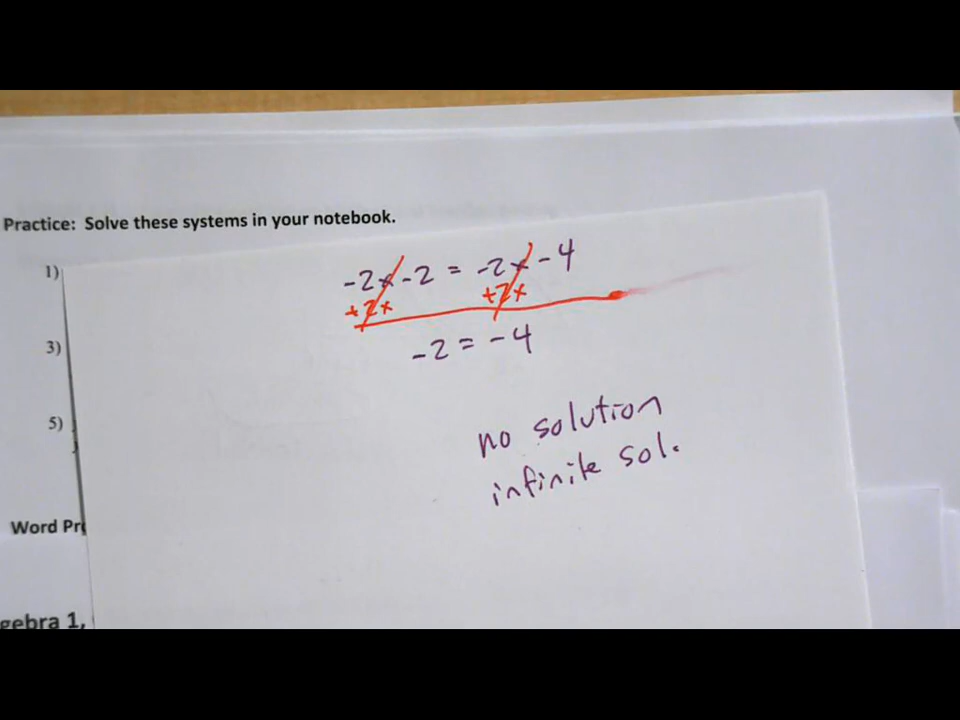 Practice: Solve these systems in your notebook.
1)
-2x - 2 = -2x - 4
+2x +2x
3)
-2 = -4
5)
no solution
infinite sol.
Word Pr
gebra 1,